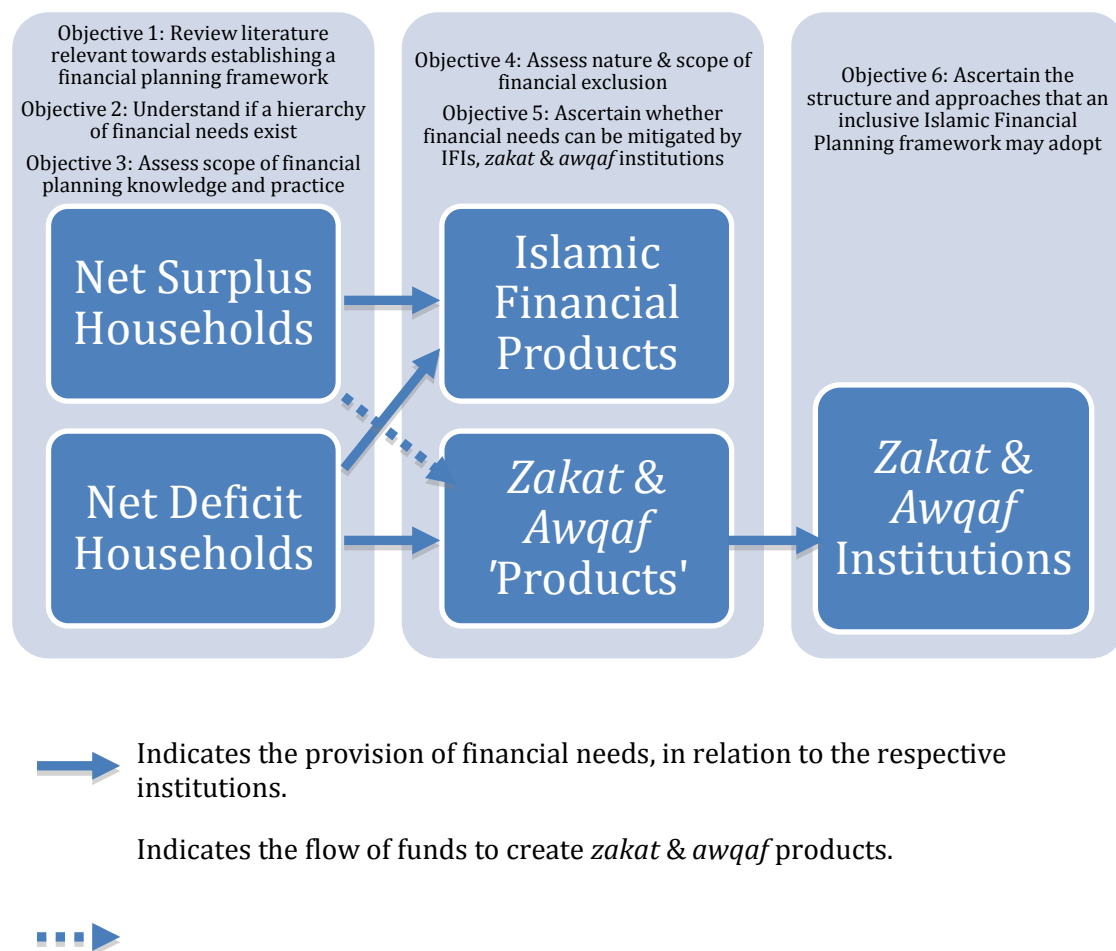 Objective 1: Review literature
relevant towards establishing a
financial planning framework
Objective 2: Understand if a hierarchy
of financial needs exist
Objective 3: Assess scope of financial
planning knowledge and practice
Net Surplus
Households
Net Deficit
Households
Objective 4: Assess nature & scope of
financial exclusion
Objective 5: Ascertain whether
financial needs can be mitigated by
IFIs, zakat & awqaf institutions
Islamic
Financial
Products
Zakat &
Awqaf
'Products'
Objective 6: Ascertain the
structure and approaches that an
inclusive Islamic Financial
Planning framework may adopt
Zakat &
Awqaf
Institutions
Indicates the provision of financial needs, in relation to the respective
institutions.
Indicates the flow of funds to create zakat & awqaf products.